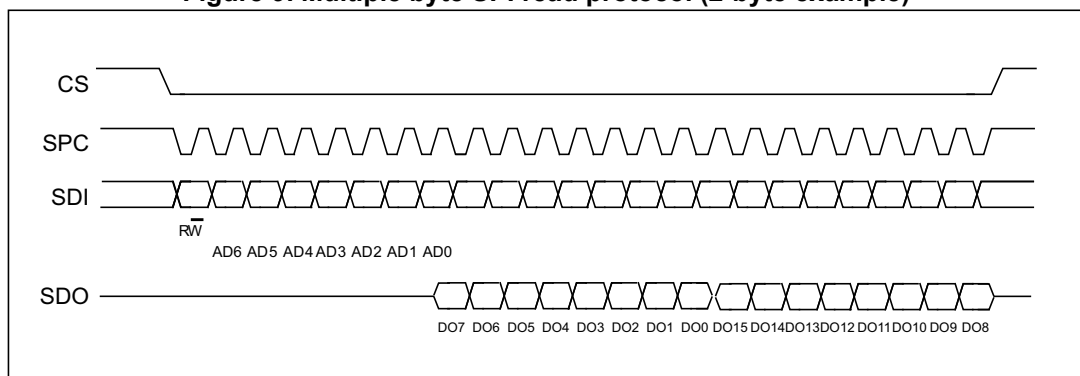 Figure 9. Multiple byte SPI read protocol (2-byte example)
CS
SPC
SDI
RW
AD6 AD5 AD4 AD3 AD2 AD1 AD0
SDO
DO7 DO6 DO5 DO4 DO3 DO2 DO1 DO0 DO15 DO14 DO13 DO12 DO11 DO10 DO9 DO8